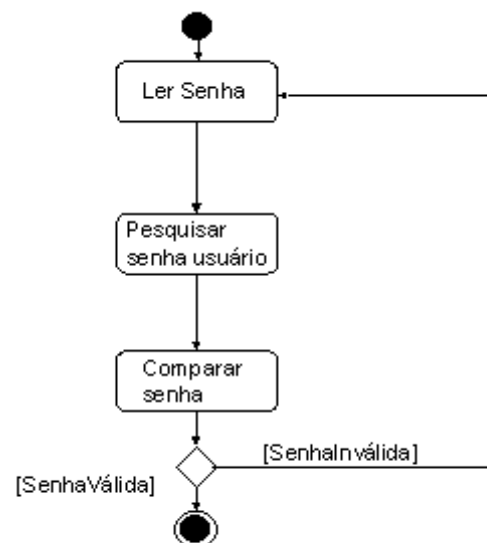 Ler Senha
Pesquisar
senha usuário
Comparar
senha
[SenhaInválida]
[SenhaVálida]